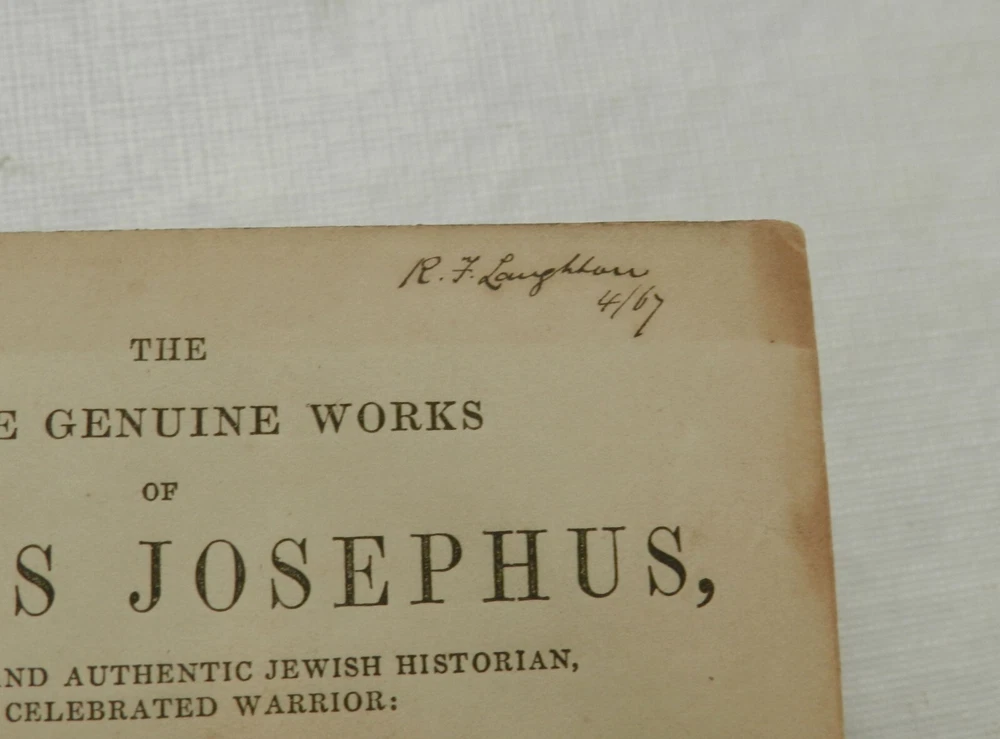 R. F. Laughton
4/67
THE
E GENUINE WORKS
OF
S JOSEPHUS,
ND AUTHENTIC JEWISH HISTORIAN,
CELEBRATED WARRIOR: